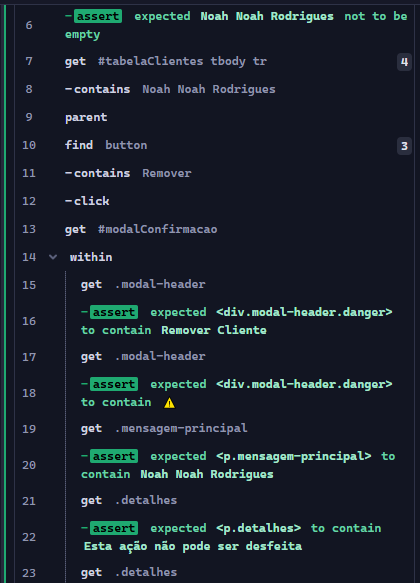 6 -assert expected Noah Noah Rodrigues not to be
empty
7 get #tabelaClientes tbody tr 4
8 -contains Noah Noah Rodrigues
9 parent
10 find button 3
11 -contains Remover
12 -click
13 get #modalConfirmacao
14 within
15 get .modal-header
16 -assert expected <div.modal-header.danger>
to contain Remover Cliente
17 get .modal-header
18 -assert expected <div.modal-header.danger>
to contain ⚠️
19 get .mensagem-principal
20 -assert expected <p.mensagem-principal> to
contain Noah Noah Rodrigues
21 get .detalhes
22 -assert expected <p.detalhes> to contain
Esta ação não pode ser desfeita
23 get .detalhes